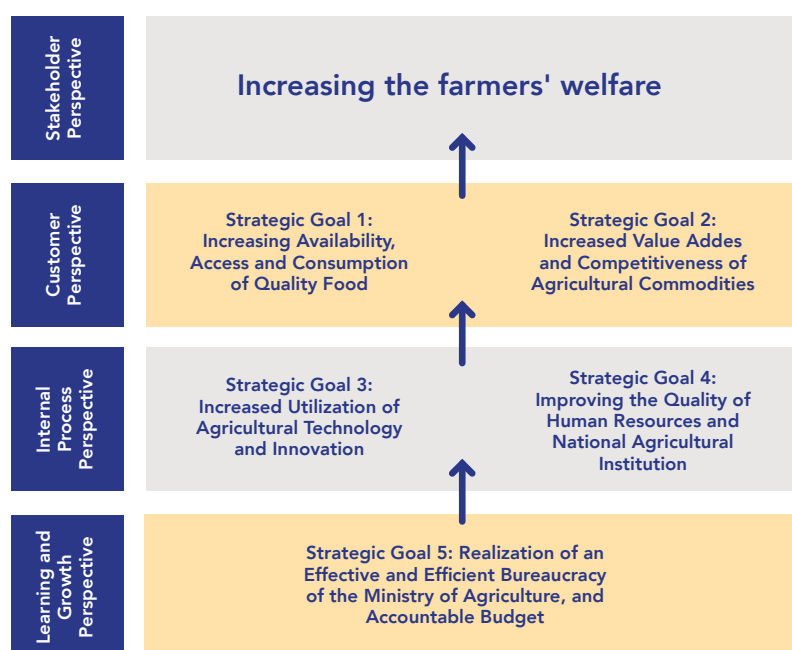 Stakeholder
Perspective
Increasing the farmers' welfare
Customer
Perspective
Strategic Goal 1:
Increasing Availability,
Access and Consumption
of Quality Food
Strategic Goal 2:
Increased Value Addes
and Competitiveness of
Agricultural Commodities
Internal
Process
Perspective
Strategic Goal 3:
Increased Utilization of
Agricultural Technology
and Innovation
Strategic Goal 4:
Improving the Quality of
Human Resources and
National Agricultural
Institution
Learning and
Growth
Perspective
Strategic Goal 5: Realization of an
Effective and Efficient Bureaucracy
of the Ministry of Agriculture, and
Accountable Budget